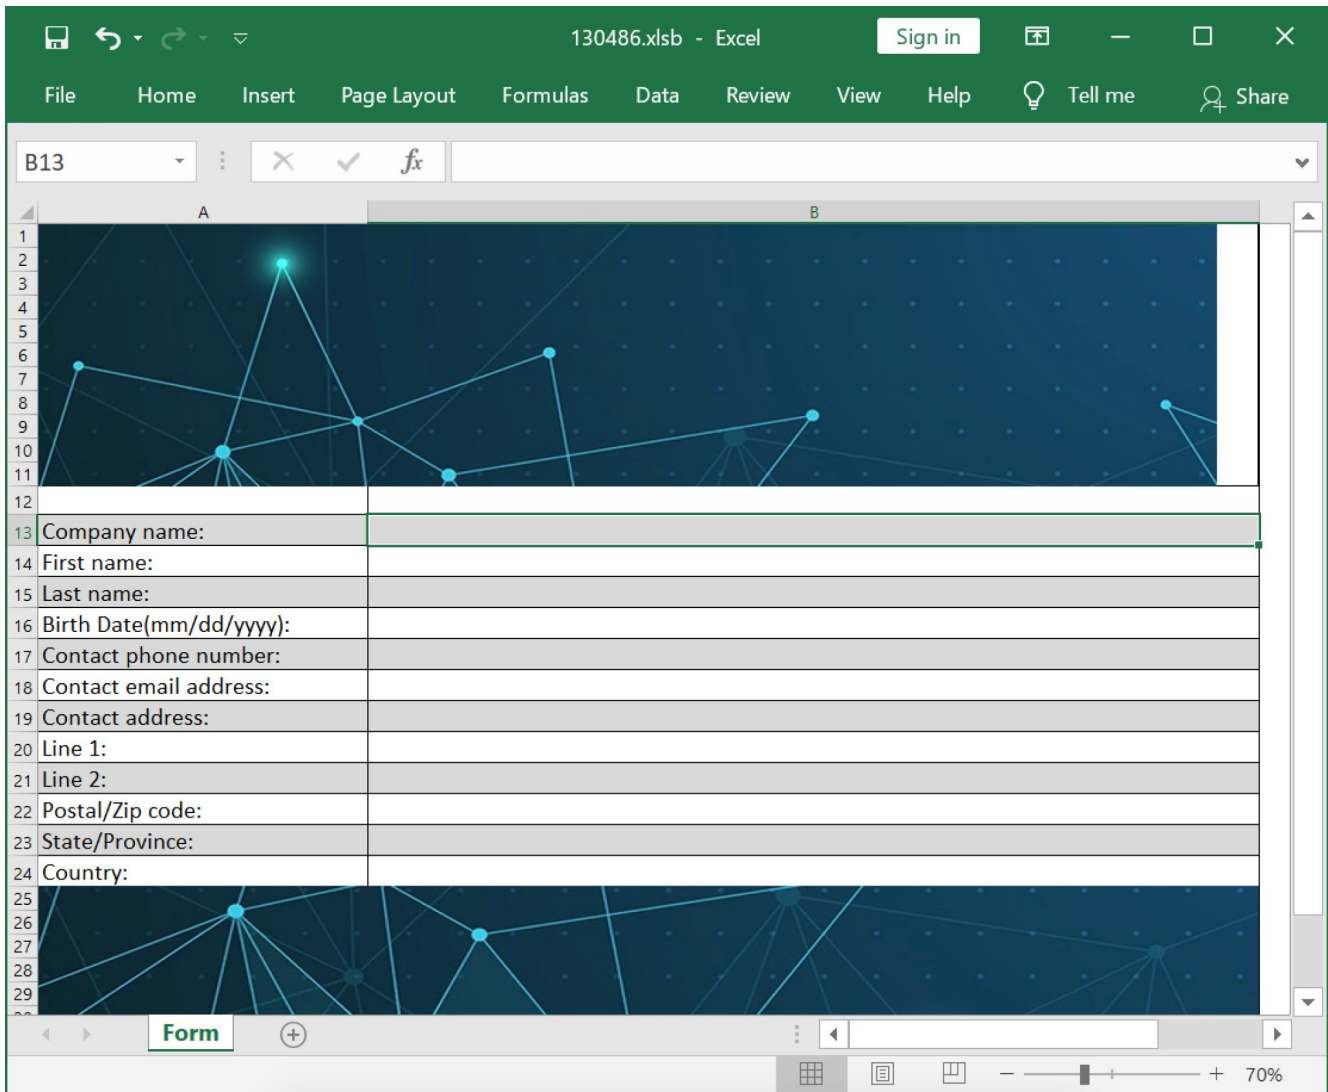 130486.xlsb - Excel Sign in
File Home Insert Page Layout Formulas Data Review View Help Tell me Share
B13 fx
A B
1
2
3
4
5
6
7
8
9
10
11
12
13 Company name:
14 First name:
15 Last name:
16 Birth Date(mm/dd/yyyy):
17 Contact phone number:
18 Contact email address:
19 Contact address:
20 Line 1:
21 Line 2:
22 Postal/Zip code:
23 State/Province:
24 Country:
25
26
27
28
29
Form
70%